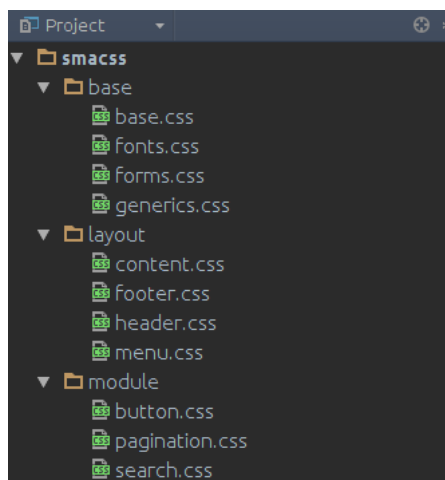 Project
smacss
base
base.css
fonts.css
forms.css
generics.css
layout
content.css
footer.css
header.css
menu.css
module
button.css
pagination.css
search.css